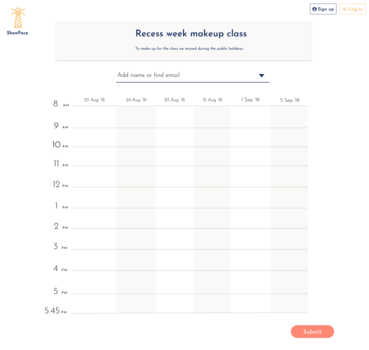 Sign up
Log in
ShowFace
Recess week makeup class
To make up for the class we missed during the public holidays.
Add name or find email
23 Aug '18
24 Aug '18
30 Aug '18
31 Aug '18
1 Sep '18
5 Sep '18
8 AM
9 AM
10 AM
11 AM
12 PM
1 PM
2 PM
3 PM
4 PM
5 PM
5.45 PM
Submit